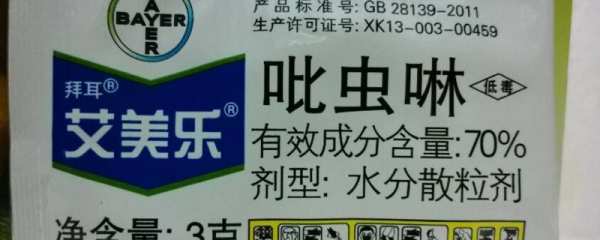 BAYER
BAYER
产品标准号: GB 28139-2011
生产许可证号: XK13-003-00459
拜耳®
艾美乐®
吡虫啉 低毒
有效成分含量:70%
剂型: 水分散粒剂
净含量: 3克